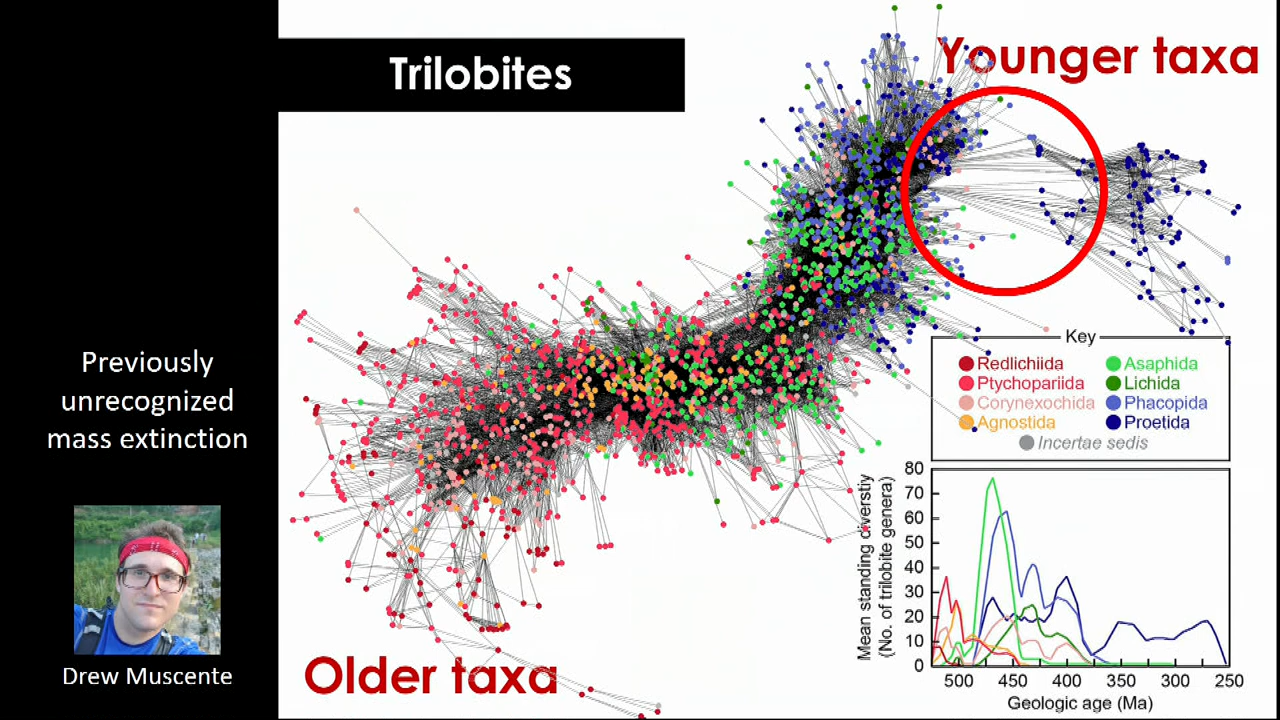 Trilobites
Younger taxa
Previously
unrecognized
mass extinction
Drew Muscente
Older taxa
Key
Redlichiida
Ptychopariida
Corynexochida
Agnostida
Asaphida
Lichida
Phacopida
Proetida
Incertae sedis
Mean standing diverstiy
(No. of trilobite genera)
80
70
60
50
40
30
20
10
0
500 450 400 350 300 250
Geologic age (Ma)